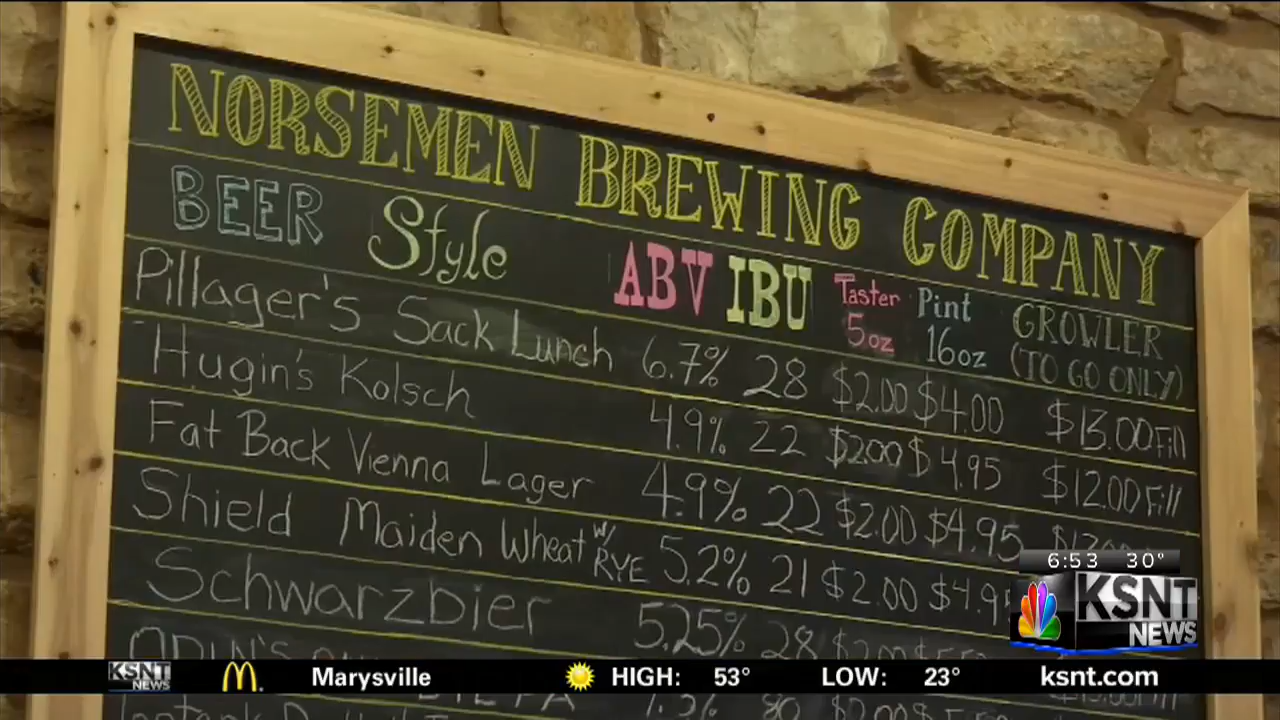 NORSEMEN BREWING COMPANY
BEER Style ABV IBU Taster 5oz Pint 16oz GROWLER (TO GO ONLY)
Pillager's Sack Lunch 6.7% 28 $2.00 $4.00 $13.00 Fill
Hugin's Kolsch 4.9% 22 $2.00 $4.95 $12.00 Fill
Fat Back Vienna Lager 4.9% 22 $2.00 $4.95
Shield Maiden Wheat w/ RYE 5.2% 21 $2.00
Schwarzbier 5.25% 28
ODIN'S
6:53 30°
KSNT
NEWS
KSNT NEWS Marysville HIGH: 53° LOW: 23° ksnt.com